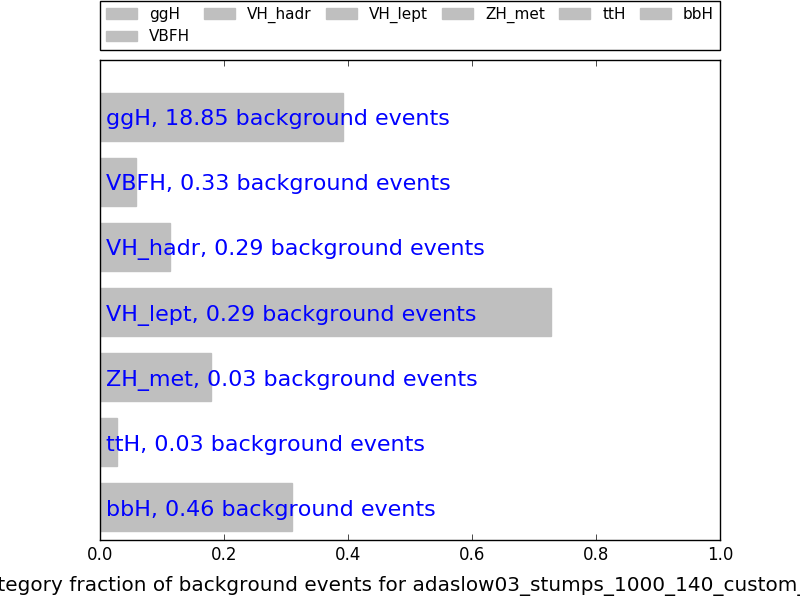 ggH VH_hadr VH_lept ZH_met ttH bbH
VBFH
ggH, 18.85 background events
VBFH, 0.33 background events
VH_hadr, 0.29 background events
VH_lept, 0.29 background events
ZH_met, 0.03 background events
ttH, 0.03 background events
bbH, 0.46 background events
0.0 0.2 0.4 0.6 0.8 1.0
tegory fraction of background events for adaslow03_stumps_1000_140_custom_